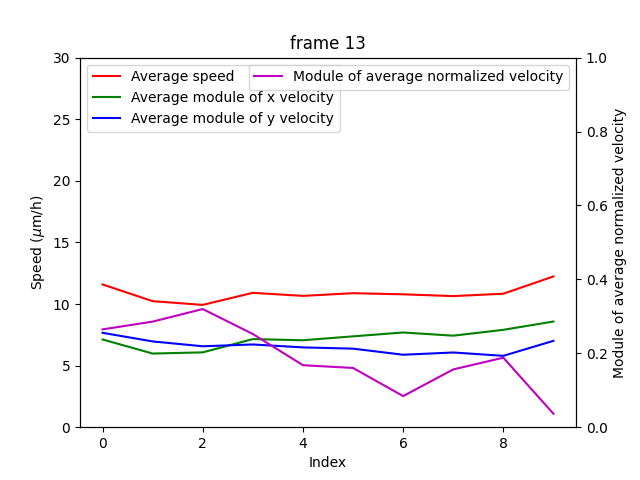 frame 13
Average speed
Average module of x velocity
Average module of y velocity
Module of average normalized velocity
Speed (μm/h)
30
25
20
15
10
5
0
1.0
0.8
0.6
0.4
0.2
0.0
Module of average normalized velocity
0 2 4 6 8
Index